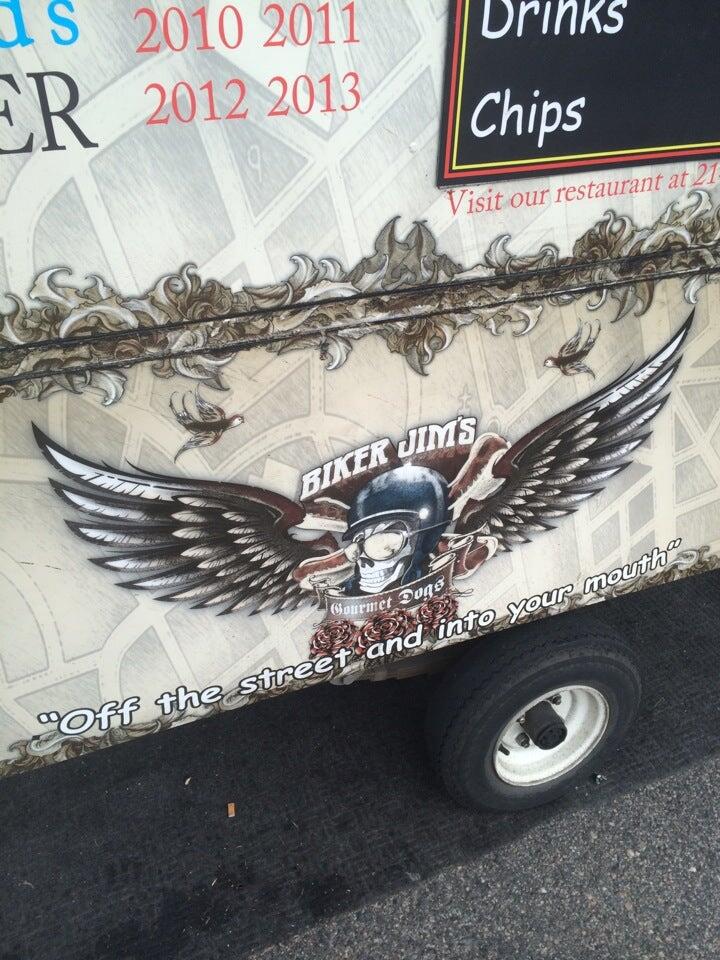 ds
2010 2011
ER
2012 2013
Drinks
Chips
Visit our restaurant at 21
BIKER JIM'S
Gourmet Dogs
"Off the street and into your mouth"